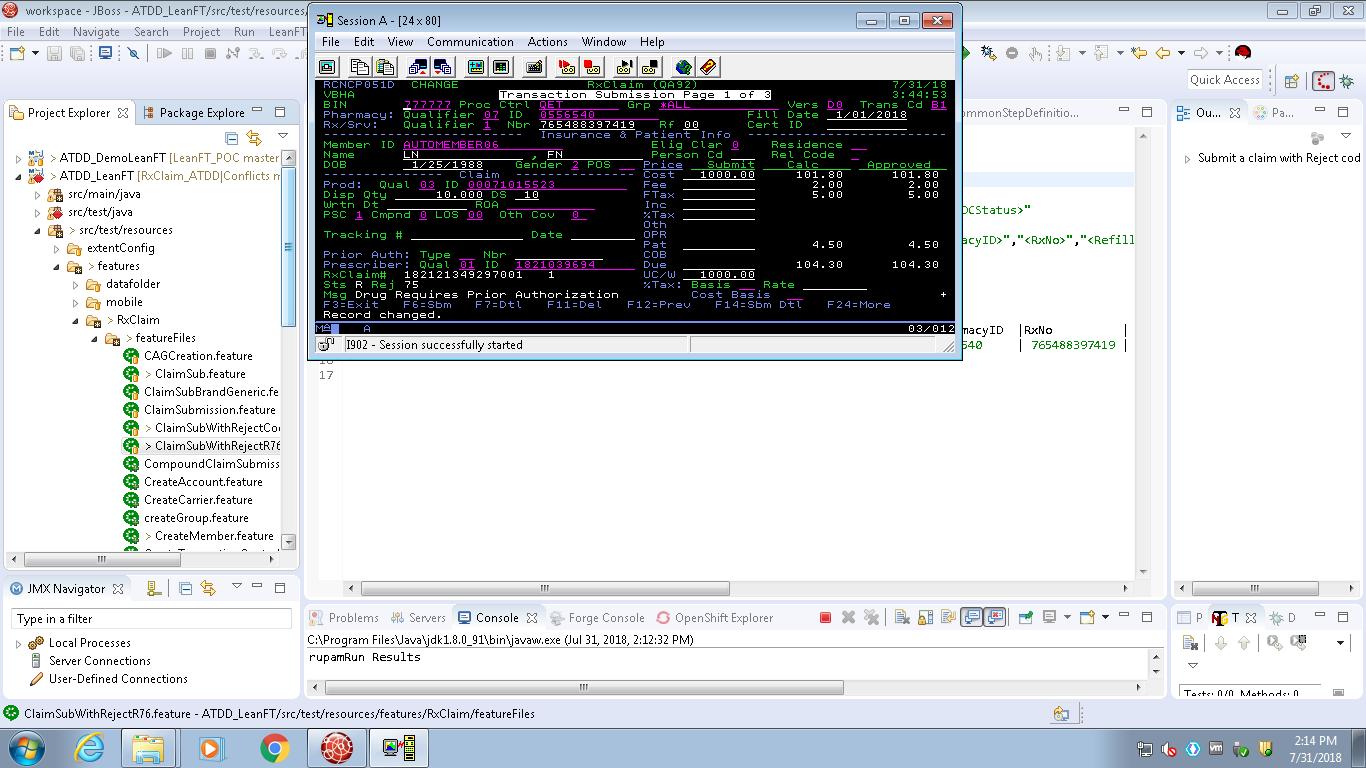 workspace - JBoss - ATDD_LeanFT/src/test/resources/
File Edit Navigate Search Project Run LeanFT
Quick Access
Project Explorer
Package Explorer
> ATDD_DemoLeanFT [LeanFT_POC master
> ATDD_LeanFT [RxClaim_ATDD|Conflicts m
src/main/java
src/test/java
> src/test/resources
extentConfig
> features
datafolder
mobile
> RxClaim
> featureFiles
CAGCreation.feature
> ClaimSub.feature
ClaimSubBrandGeneric.fe
ClaimSubmission.feature
> ClaimSubWithRejectCo
> ClaimSubWithRejectR76
CompoundClaimSubmiss
CreateAccount.feature
CreateCarrier.feature
createGroup.feature
> CreateMember.feature
Session A - [24 x 80]
File Edit View Communication Actions Window Help
RCNCP051D CHANGE RxClaim (QA92) 7/31/18
VBHA Transaction Submission Page 1 of 3 3:44:53
BIN 777777 Proc Ctrl QET Grp *ALL Vers D0 Trans Cd B1
Pharmacy: Qualifier 07 ID 0556540 Fill Date 1/01/2018
Rx/Srv: Qualifier 1 Nbr 765488397419 Rf 00 Cert ID
Insurance & Patient Info
Member ID AUTOMEMBER06 Elig Clar 0 Residence
Name LN , FN Person Cd Rel Code
DOB 1/25/1988 Gender 2 POS Price Submit Calc Approved
Claim Cost 1000.00 101.80 101.80
Prod: Qual 03 ID 00071015523 Fee 2.00 2.00
Disp Qty 10.000 DS 10 FTax 5.00 5.00
Wrtn Dt ROA Inc
PSC 1 Cmpnd 0 LOS 00 Oth Cov 0 %Tax
Oth
Tracking # Date OPR
Pat 4.50 4.50
Prior Auth: Type Nbr COB
Prescriber: Qual 01 ID 1821039694 Due 104.30 104.30
RxClaim# 182121349297001 1 UC/W 1000.00
Sts R Rej 75 %Tax: Basis Rate
Msg Drug Requires Prior Authorization Cost Basis +
F3=Exit F6=Sbm F7=Dtl F11=Del F12=Prev F14=Sbm Dtl F24=More
Record changed.
MA A 03/012
I902 - Session successfully started
ommonStepDefinitio...
DCStatus>"
acyID>","<RxNo>","<Refill
macyID |RxNo |
540 | 765488397419 |
17
Ou...
Pa...
Submit a claim with Reject cod
JMX Navigator
Type in a filter
Local Processes
Server Connections
User-Defined Connections
Problems Servers Console Forge Console OpenShift Explorer
C:\Program Files\Java\jdk1.8.0_91\bin\javaw.exe (Jul 31, 2018, 2:12:32 PM)
rupamRun Results
P T D
Tests: 0/0 Methods: 0
ClaimSubWithRejectR76.feature - ATDD_LeanFT/src/test/resources/features/RxClaim/featureFiles
2:14 PM
7/31/2018